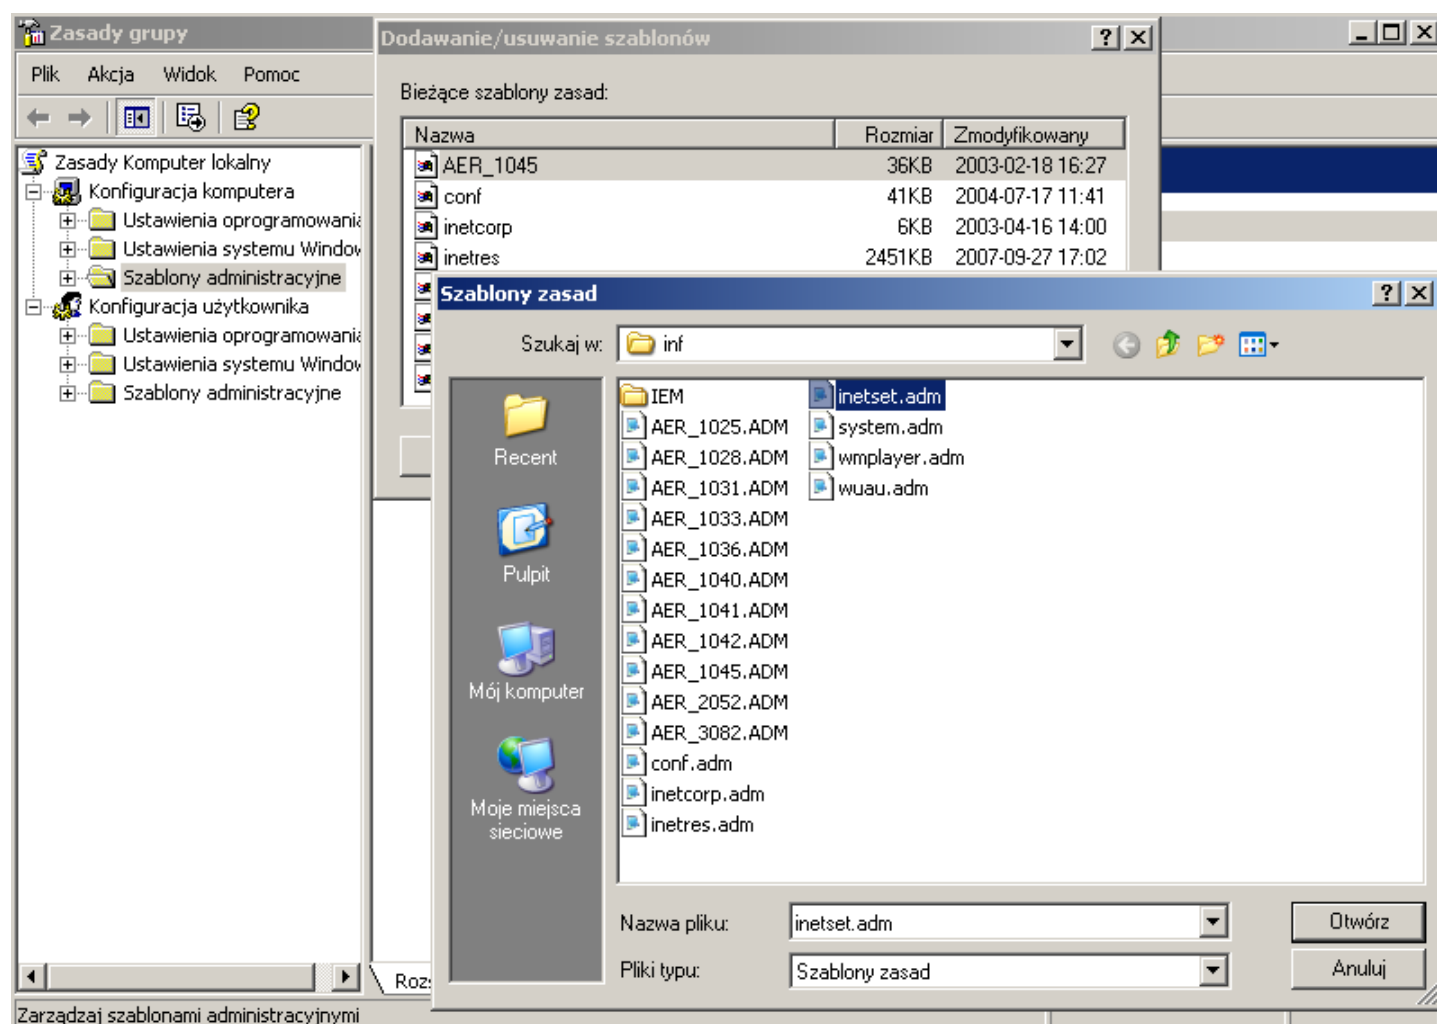 Zasady grupy
Plik Akcja Widok Pomoc
Zasady Komputer lokalny
Konfiguracja komputera
Ustawienia oprogramowania
Ustawienia systemu Window
Szablony administracyjne
Konfiguracja użytkownika
Ustawienia oprogramowania
Ustawienia systemu Window
Szablony administracyjne
Dodawanie/usuwanie szablonów
Bieżące szablony zasad:
Nazwa Rozmiar Zmodyfikowany
AER_1045 36KB 2003-02-18 16:27
conf 41KB 2004-07-17 11:41
inetcorp 6KB 2003-04-16 14:00
inetres 2451KB 2007-09-27 17:02
Szablony zasad
Szukaj w: inf
Recent
Pulpit
Mój komputer
Moje miejsca
sieciowe
IEM
AER_1025.ADM
AER_1028.ADM
AER_1031.ADM
AER_1033.ADM
AER_1036.ADM
AER_1040.ADM
AER_1041.ADM
AER_1042.ADM
AER_1045.ADM
AER_2052.ADM
AER_3082.ADM
conf.adm
inetcorp.adm
inetres.adm
inetset.adm
system.adm
wmplayer.adm
wuau.adm
Nazwa pliku: inetset.adm Otwórz
Pliki typu: Szablony zasad Anuluj
Rozs
Zarządzaj szablonami administracyjnymi